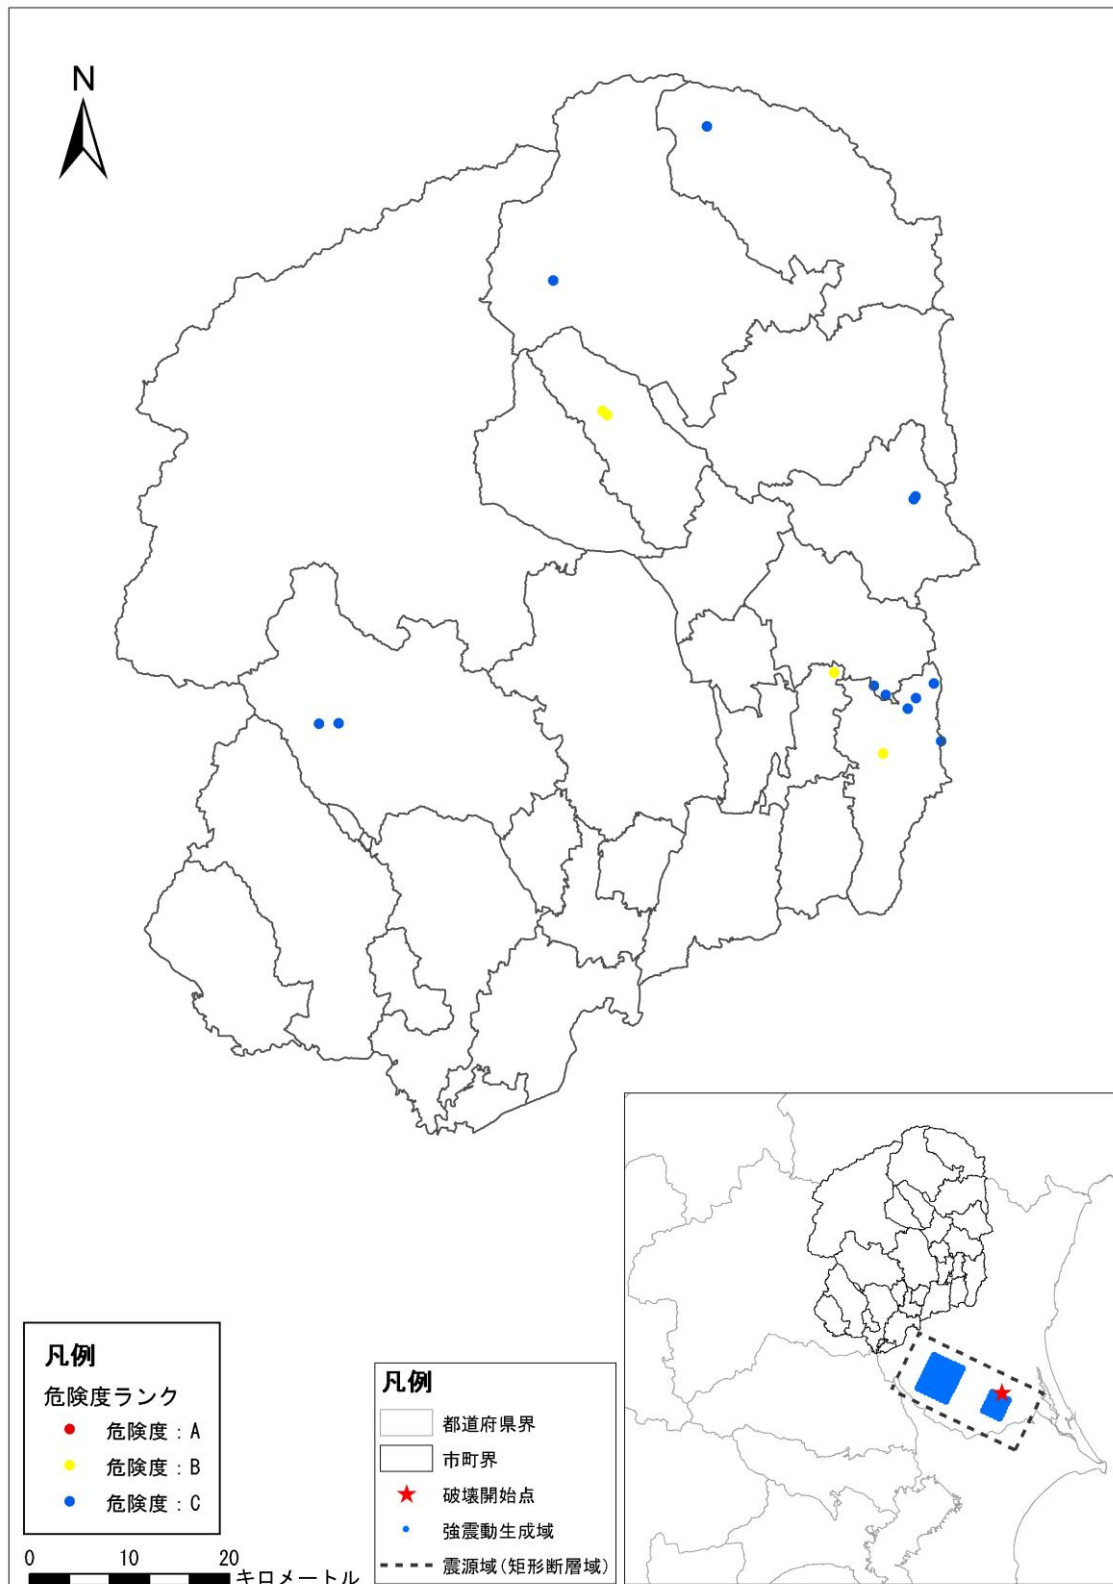 N
凡例
危険度ランク
危険度：A
危険度：B
危険度：C
0 10 20
キロメートル
凡例
都道府県界
市町界
破壊開始点
強震動生成域
震源域(矩形断層域)